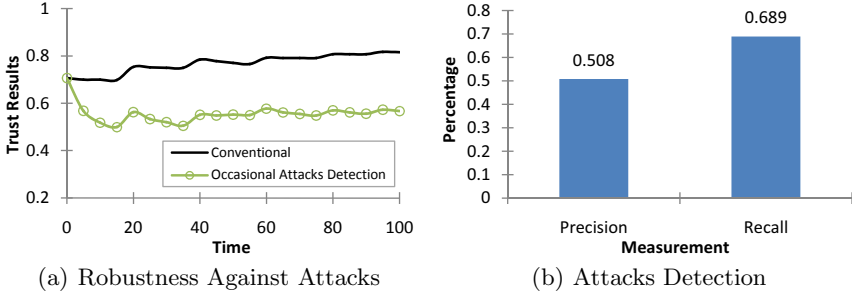 1
0.8
0.6
0.4
0.2
Trust Results
Conventional
Occasional Attacks Detection
0 20 40 60 80 100
Time
(a) Robustness Against Attacks
0.8
0.7
0.6
0.5
0.4
0.3
0.2
0.1
0
Percentage
0.508
0.689
Precision Recall
Measurement
(b) Attacks Detection